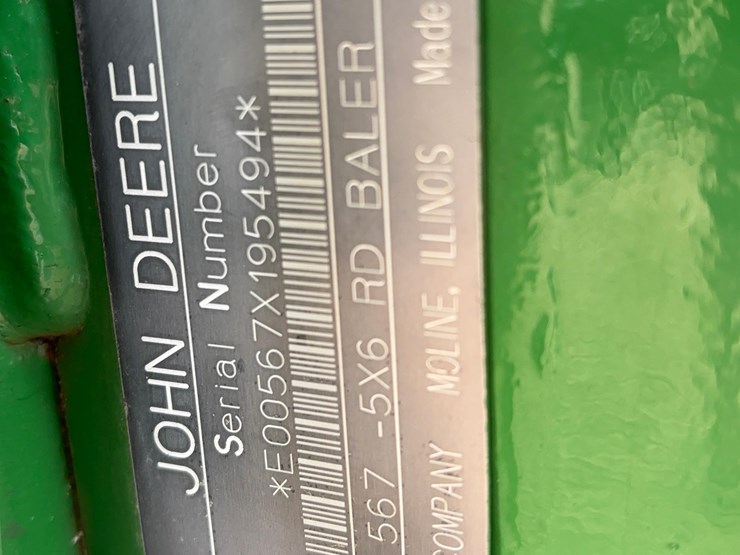 JOHN DEERE
Serial Number
*E00567X195494*
567 -5X6 RD BALER
COMPANY MOLINE, ILLINOIS Made